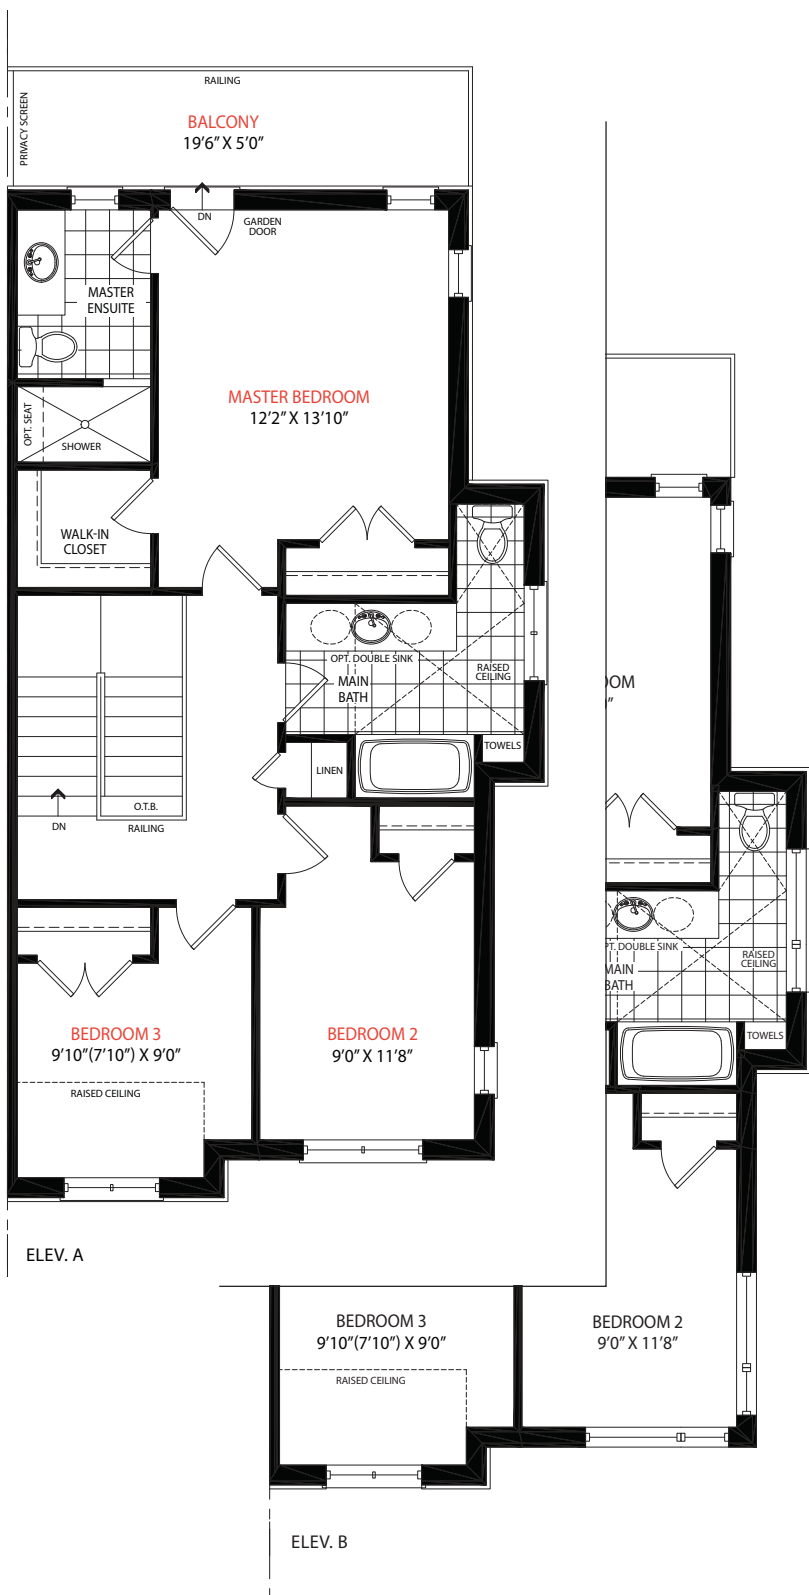 RAILING
PRIVACY SCREEN
BALCONY
19'6" X 5'0"
DN
GARDEN
DOOR
MASTER
ENSUITE
MASTER BEDROOM
12'2" X 13'10"
OPT. SEAT
SHOWER
WALK-IN
CLOSET
OPT. DOUBLE SINK
MAIN
BATH
RAISED
CEILING
TOWELS
LINEN
O.T.B.
DN
RAILING
BEDROOM 3
9'10"(7'10") X 9'0"
RAISED CEILING
BEDROOM 2
9'0" X 11'8"
ELEV. A
OOM
PT. DOUBLE SINK
MAIN
BATH
RAISED
CEILING
TOWELS
BEDROOM 3
9'10"(7'10") X 9'0"
RAISED CEILING
BEDROOM 2
9'0" X 11'8"
ELEV. B